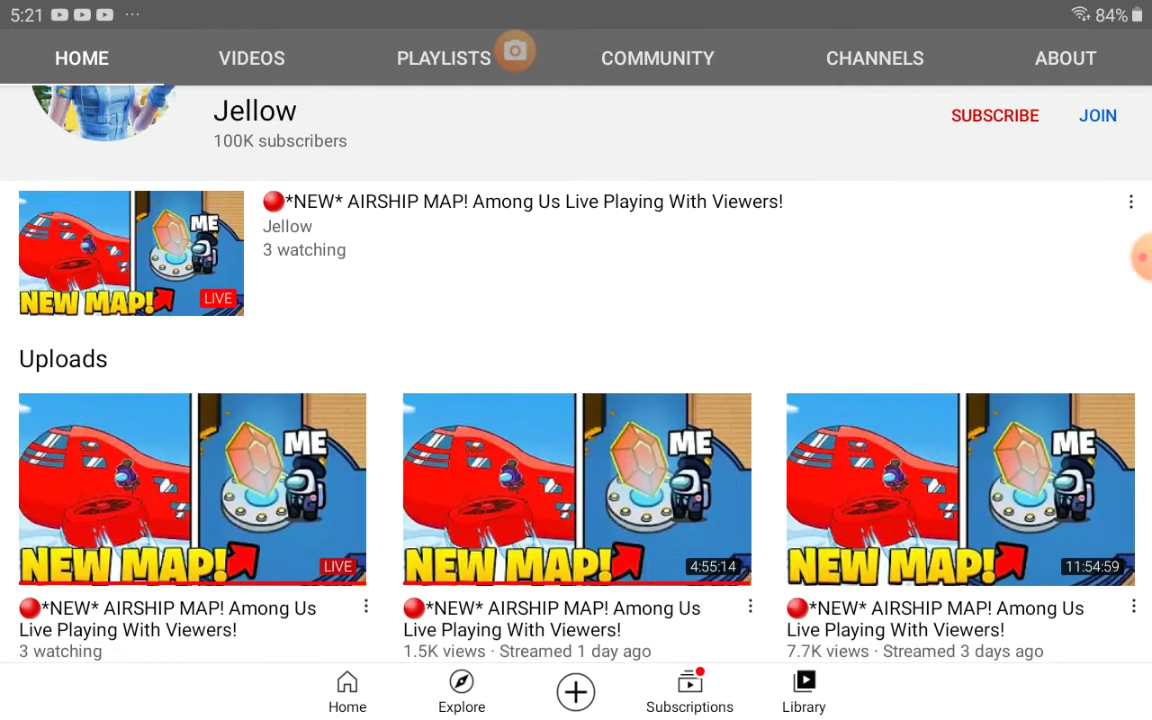 5:21 ... 84%
HOME VIDEOS PLAYLISTS COMMUNITY CHANNELS ABOUT
Jellow
100K subscribers
SUBSCRIBE JOIN
🔴*NEW* AIRSHIP MAP! Among Us Live Playing With Viewers!
Jellow
3 watching
ME
NEW MAP!
LIVE
Uploads
ME
NEW MAP!
LIVE
🔴*NEW* AIRSHIP MAP! Among Us
Live Playing With Viewers!
3 watching
ME
NEW MAP!
4:55:14
🔴*NEW* AIRSHIP MAP! Among Us
Live Playing With Viewers!
1.5K views · Streamed 1 day ago
ME
NEW MAP!
11:54:59
🔴*NEW* AIRSHIP MAP! Among Us
Live Playing With Viewers!
7.7K views · Streamed 3 days ago
Home Explore Subscriptions Library